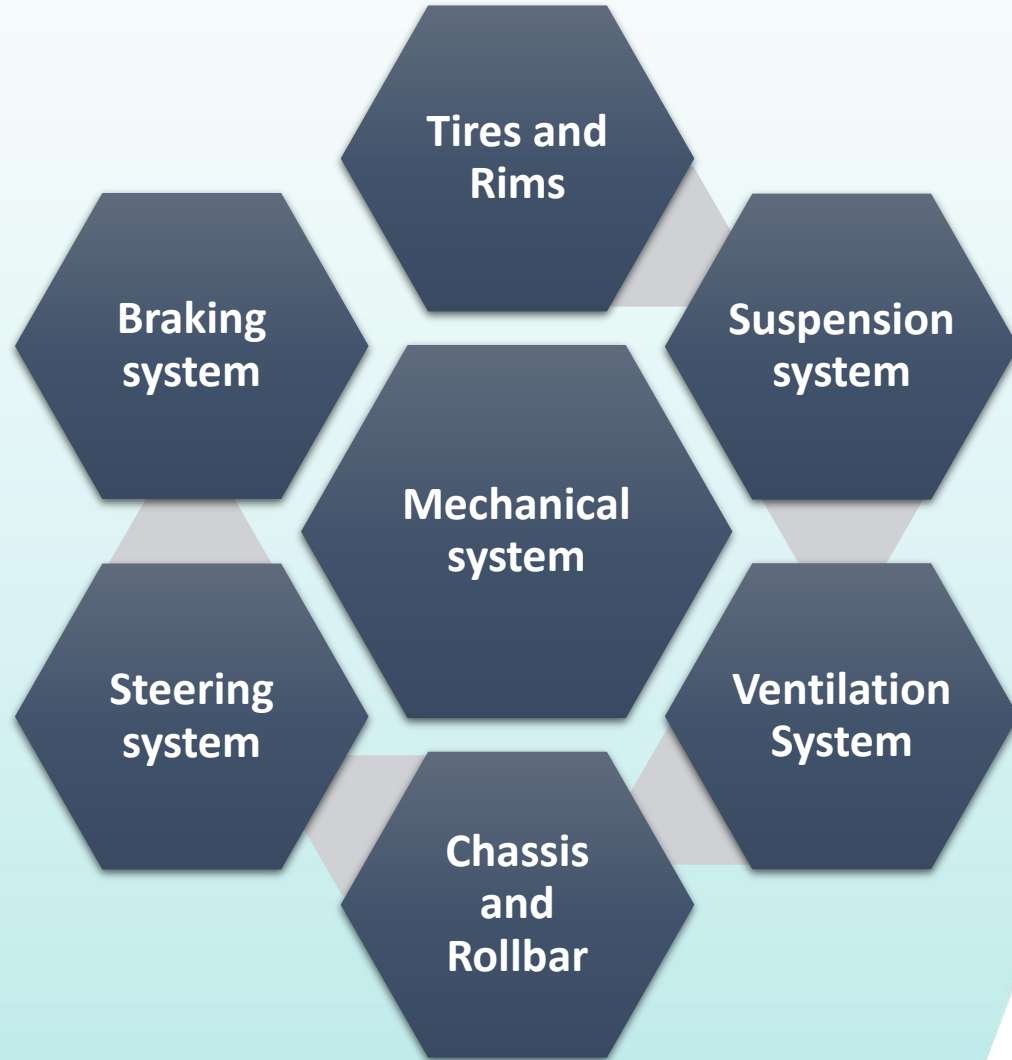 Tires and
Rims
Braking
system
Suspension
system
Mechanical
system
Steering
system
Ventilation
System
Chassis
and
Rollbar